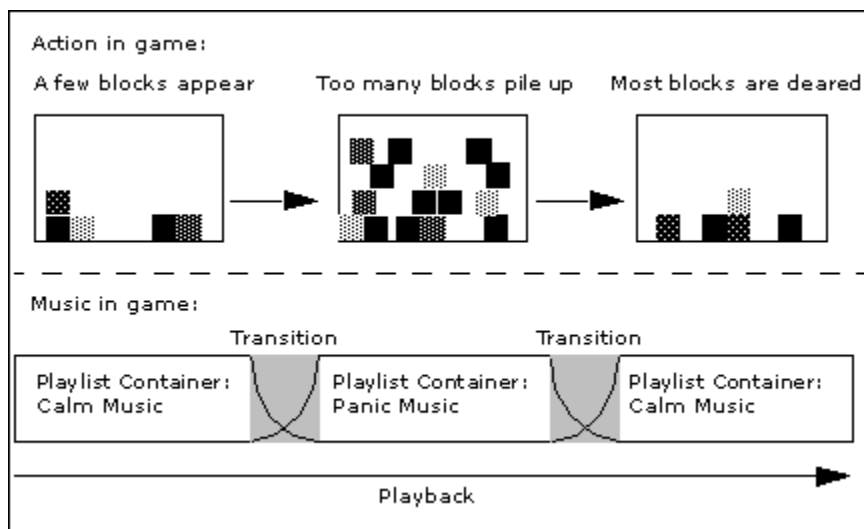 Action in game:
A few blocks appear
Too many blocks pile up
Most blocks are deared
Music in game:
Transition
Transition
Playlist Container:
Calm Music
Playlist Container:
Panic Music
Playlist Container:
Calm Music
Playback